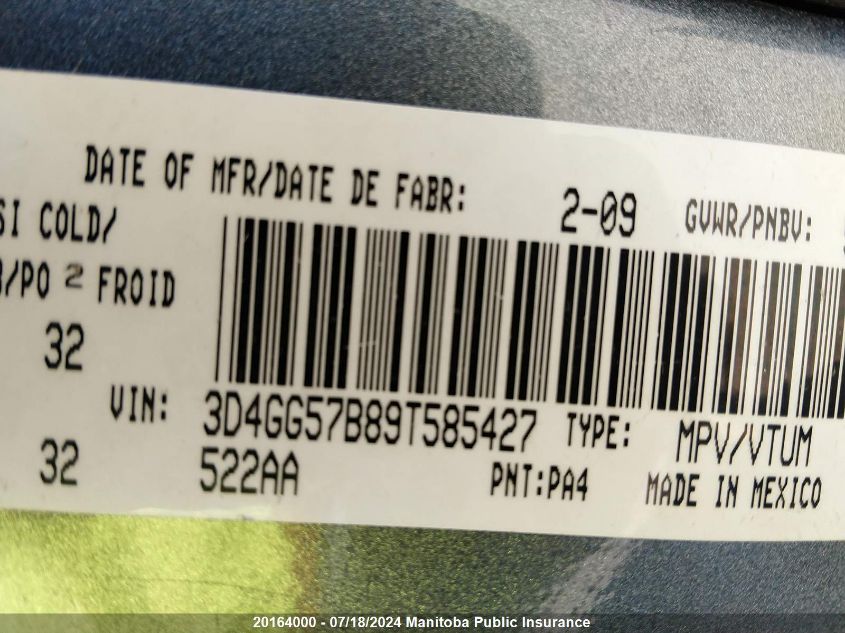 DATE OF MFR/DATE DE FABR: 2-09 GVWR/PNBV:
SI COLD/
/PO 2 FROID
32
VIN: 3D4GG57B89T585427 TYPE: MPV/VTUM
32 522AA PNT:PA4 MADE IN MEXICO
20164000 - 07/18/2024 Manitoba Public Insurance